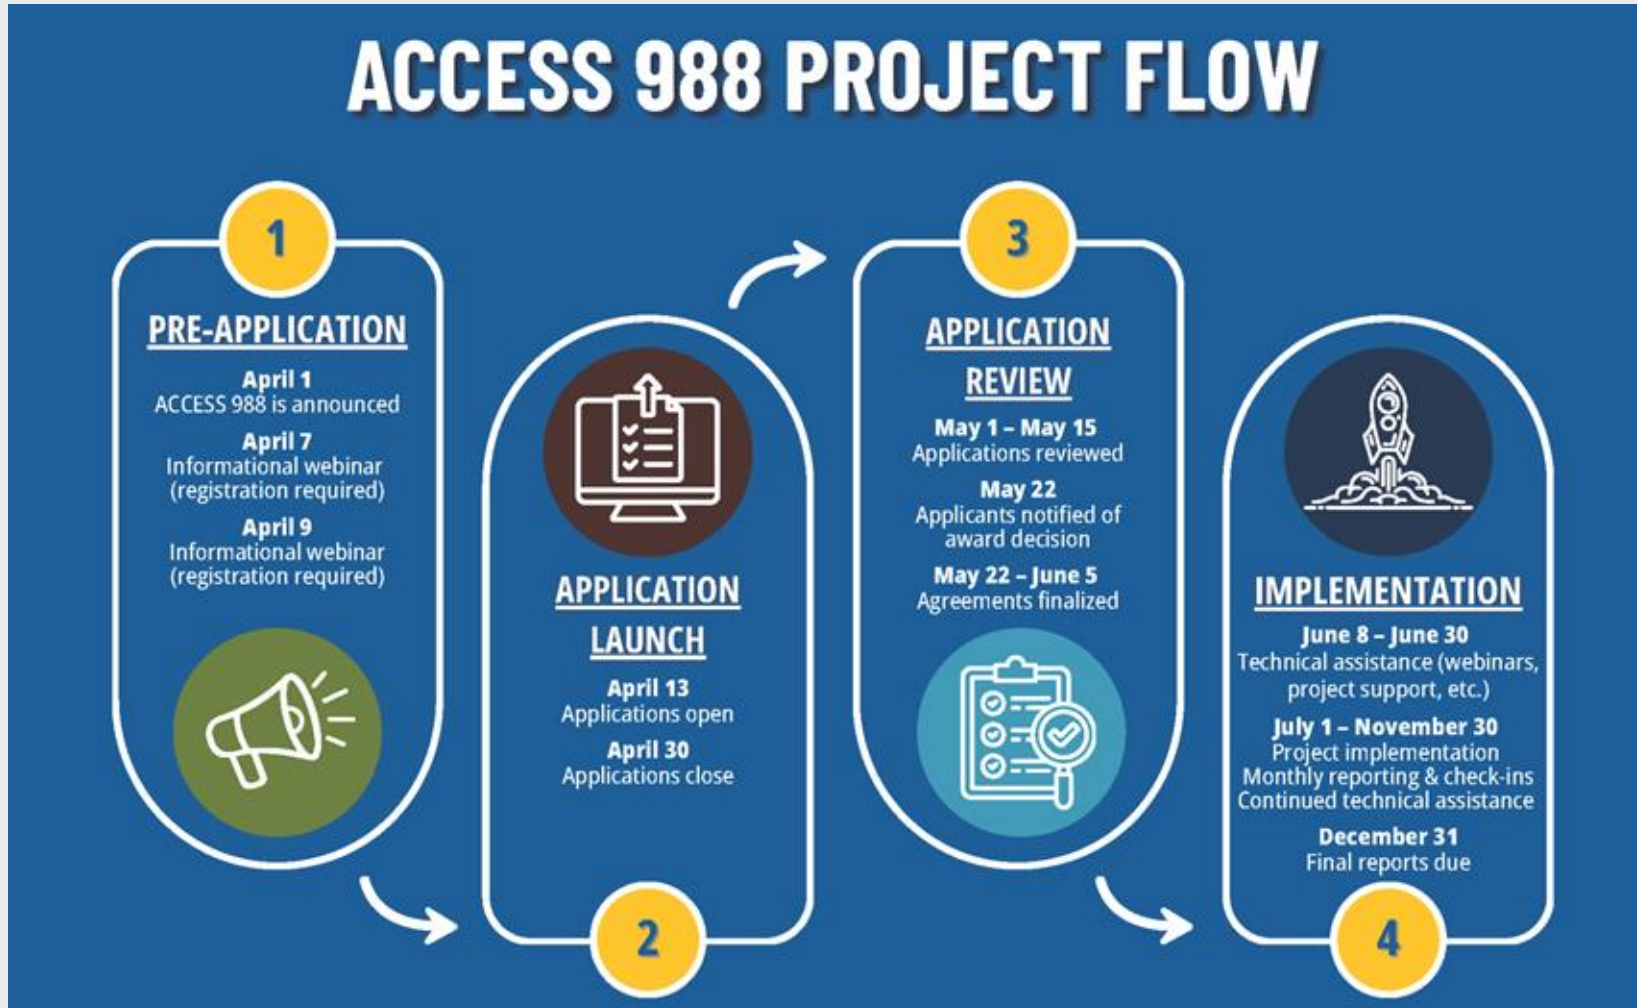 ACCESS 988 PROJECT FLOW
1
PRE-APPLICATION
April 1
ACCESS 988 is announced
April 7
Informational webinar
(registration required)
April 9
Informational webinar
(registration required)
APPLICATION
LAUNCH
April 13
Applications open
April 30
Applications close
2
3
APPLICATION
REVIEW
May 1 – May 15
Applications reviewed
May 22
Applicants notified of
award decision
May 22 – June 5
Agreements finalized
IMPLEMENTATION
June 8 – June 30
Technical assistance (webinars,
project support, etc.)
July 1 – November 30
Project implementation
Monthly reporting & check-ins
Continued technical assistance
December 31
Final reports due
4